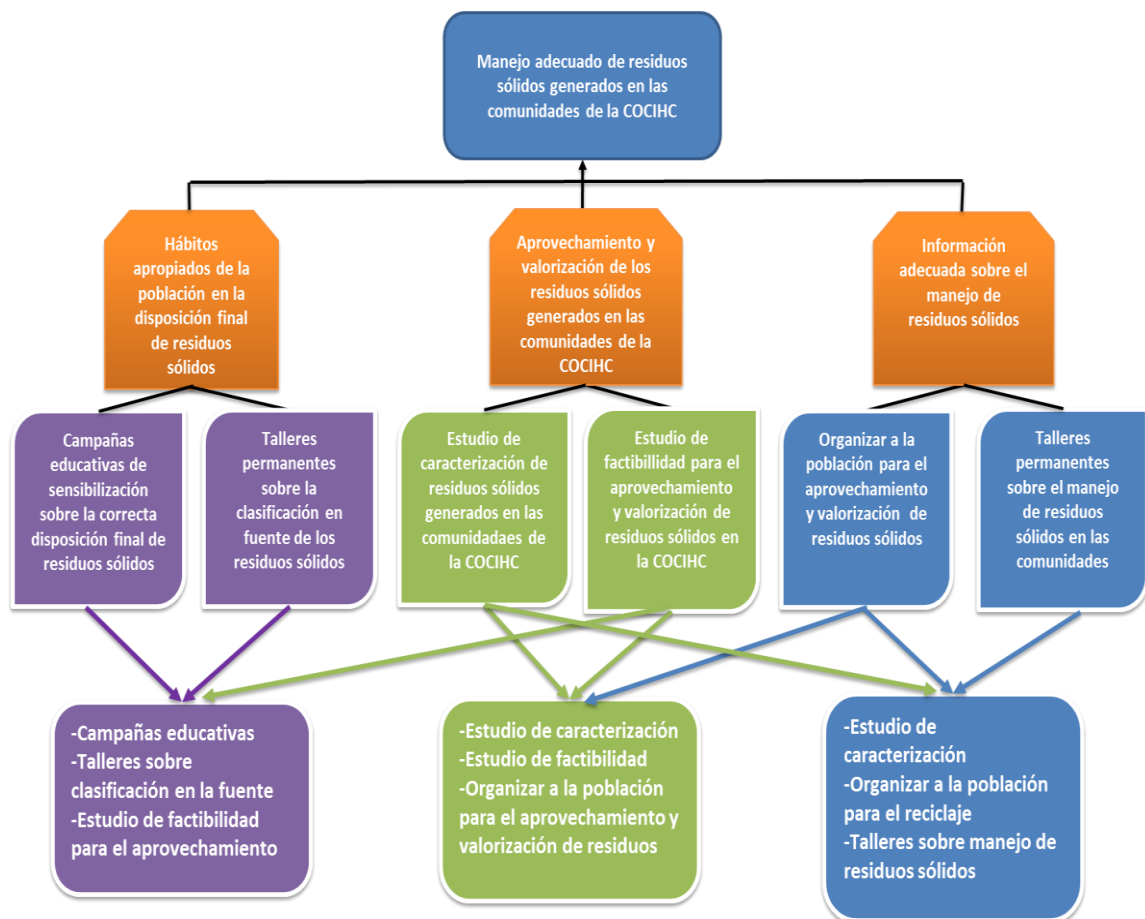 Manejo adecuado de residuos
sólidos generados en las
comunidades de la COCIHC
Hábitos
apropiados de la
población en la
disposición final
de residuos
sólidos
Aprovechamiento y
valorización de los
residuos sólidos
generados en las
comunidades de la
COCIHC
Información
adecuada sobre el
manejo de
residuos sólidos
Campañas
educativas de
sensibilización
sobre la correcta
disposición final de
residuos sólidos
Talleres
permanentes
sobre la
clasificación en
fuente de los
residuos sólidos
Estudio de
caracterización de
residuos sólidos
generados en las
comunidadaes de
la COCIHC
Estudio de
factibillidad para el
aprovechamiento
y valorización de
residuos sólidos en
la COCIHC
Organizar a la
población para el
aprovechamiento
y valorización de
residuos sólidos
Talleres
permanentes
sobre el manejo
de residuos
sólidos en las
comunidades
-Campañas educativas
-Talleres sobre
clasificación en la fuente
-Estudio de factibilidad
para el aprovechamiento
-Estudio de caracterización
-Estudio de factibilidad
-Organizar a la población
para el aprovechamiento y
valorización de residuos
-Estudio de
caracterización
-Organizar a la población
para el reciclaje
-Talleres sobre manejo de
residuos sólidos